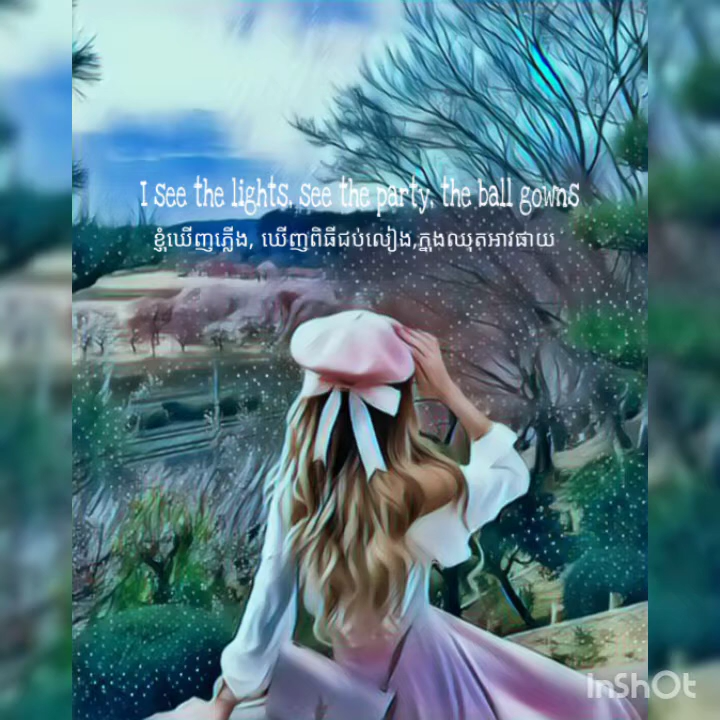 I see the lights, see the party, the ball gowns
ខ្ញុំឃើញភ្លើង, ឃើញពិធីជប់លៀង,ក្នុងឈុតអាវផាយ
InShOt